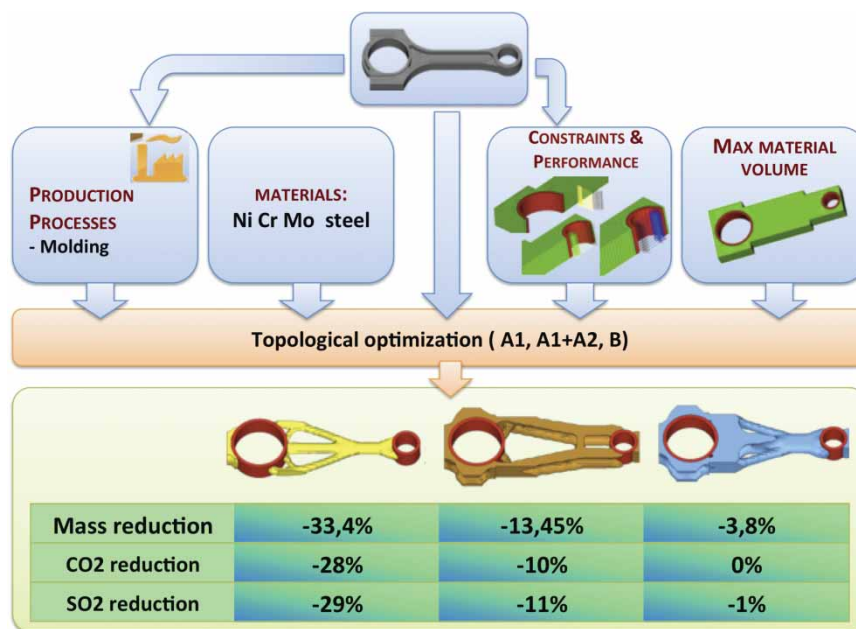 PRODUCTION
PROCESSES
- Molding
MATERIALS:
Ni Cr Mo steel
CONSTRAINTS &
PERFORMANCE
MAX MATERIAL
VOLUME
Topological optimization ( A1, A1+A2, B)
Mass reduction -33,4% -13,45% -3,8%
CO2 reduction -28% -10% 0%
SO2 reduction -29% -11% -1%